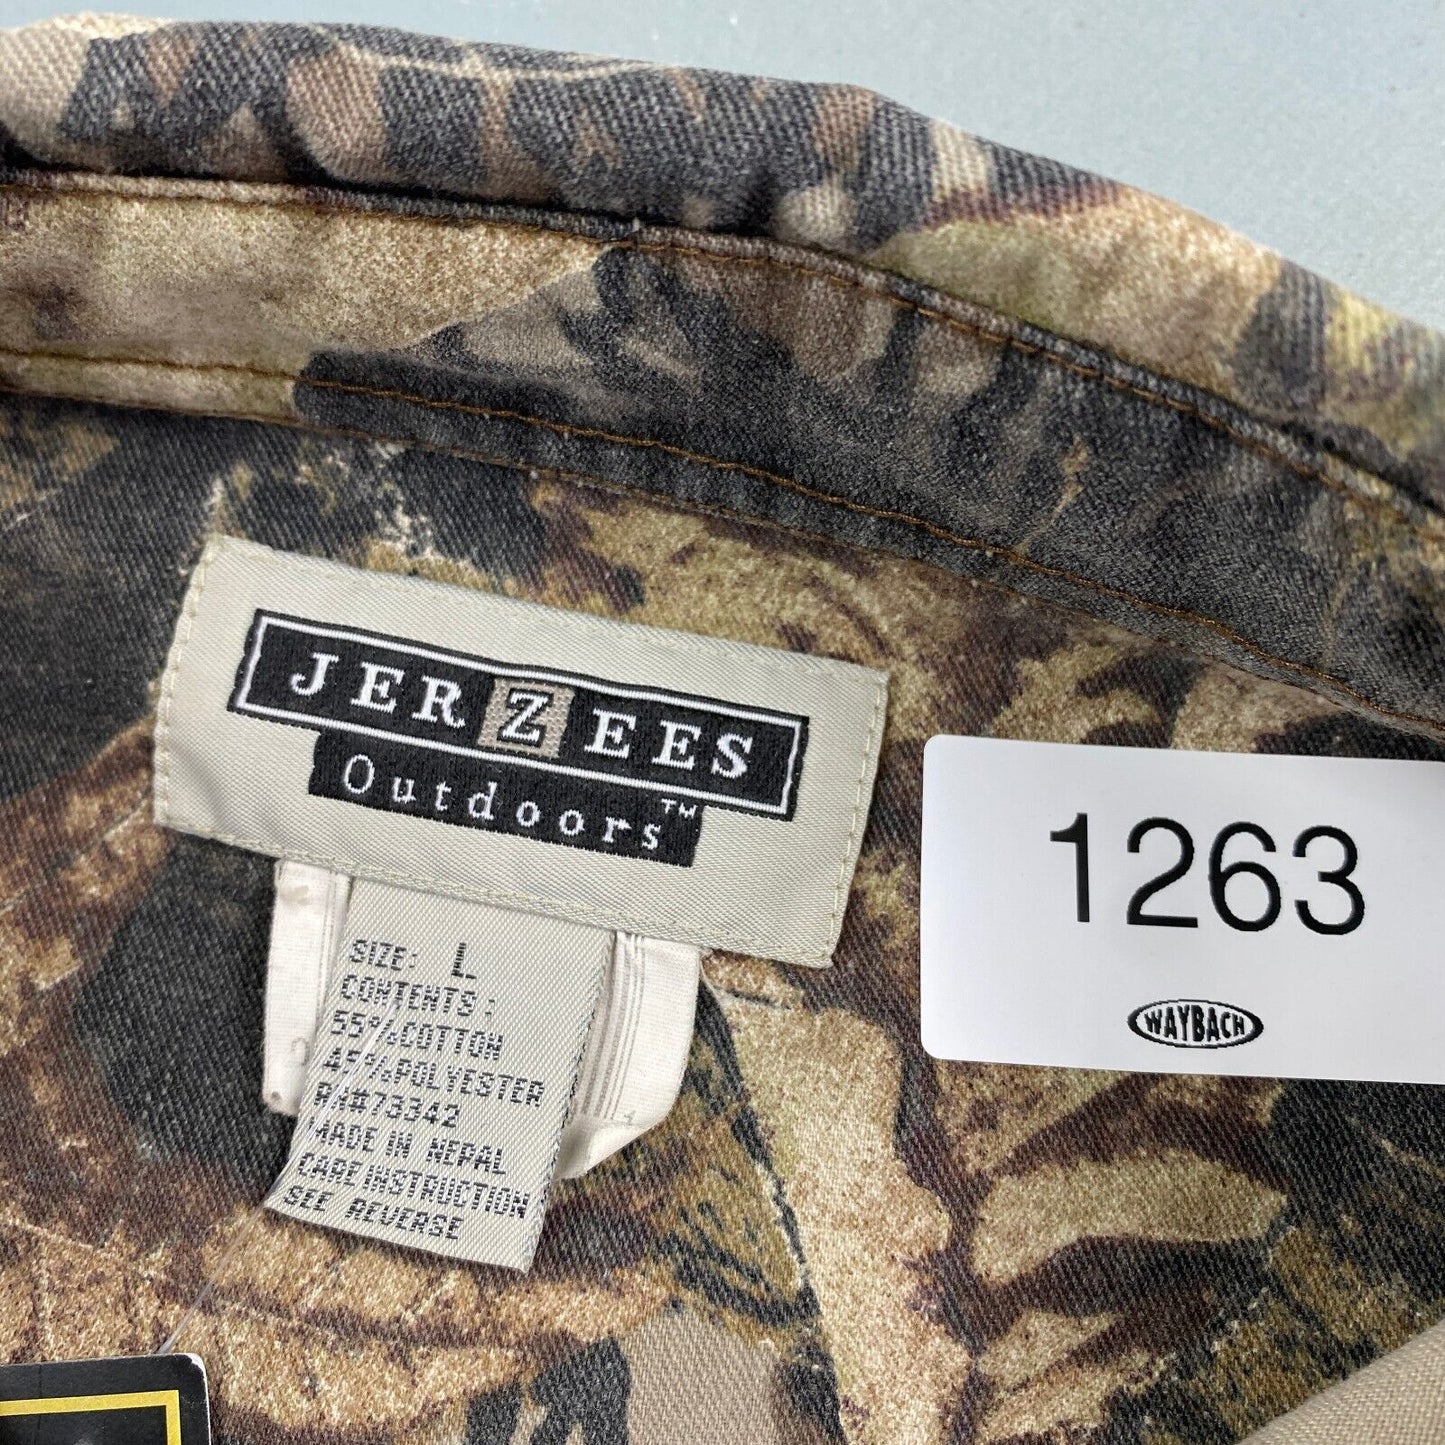 JERZEES
Outdoors™
SIZE: L
CONTENTS:
55%COTTON
45%POLYESTER
RN#73342
MADE IN NEPAL
CARE INSTRUCTION
SEE REVERSE
1263
WAYBACH